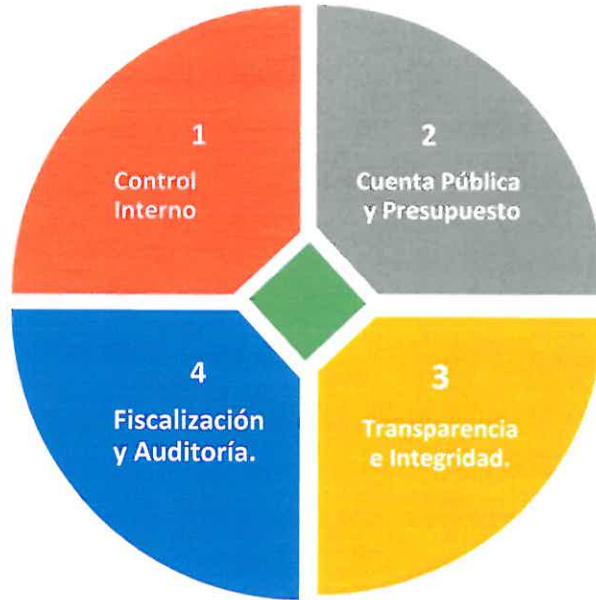 1
Control
Interno
2
Cuenta Pública
y Presupuesto
3
Transparencia
e Integridad.
4
Fiscalización
y Auditoría.